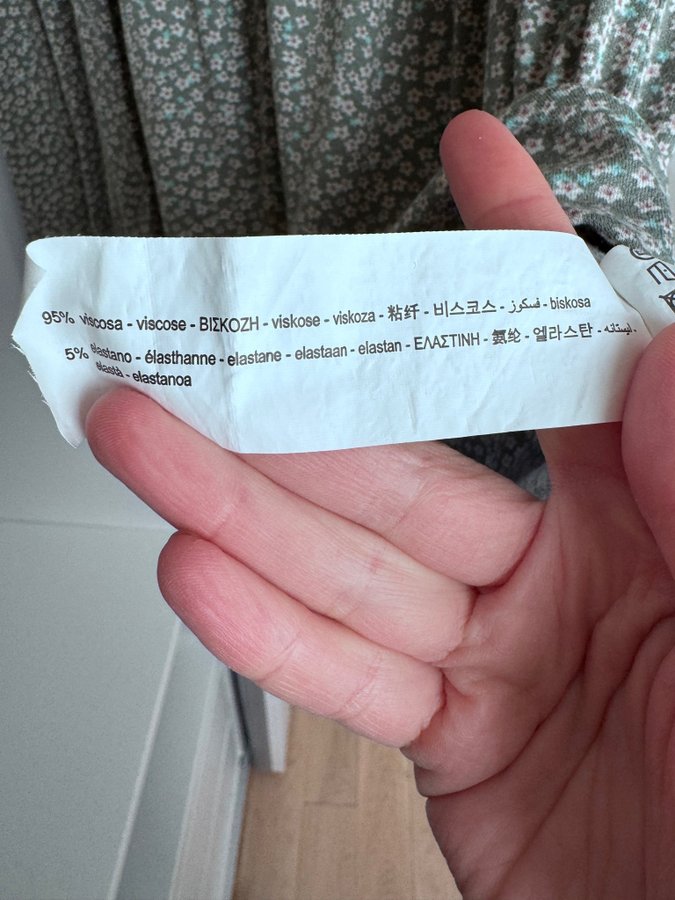 95% viscosa - viscose - ΒΙΣΚΟΖΗ - viskose - viskoza - 粘纤 - 비스코스 - فسكوز - biskosa
5% elastano - élasthanne - elastane - elastaan - elastan - ΕΛΑΣΤΙΝΗ - 氨纶 - 엘라스탄 - ايلستانه -
elastà - elastanoa